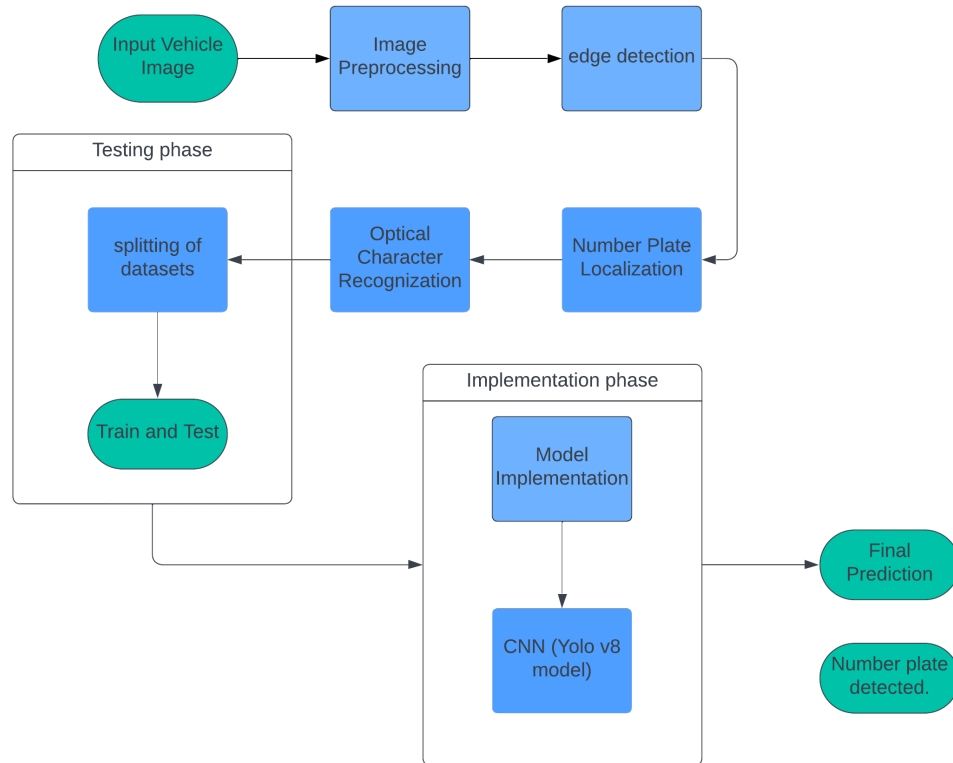 Input Vehicle
Image
Image
Preprocessing
edge detection
Testing phase
splitting of
datasets
Optical
Character
Recognization
Number Plate
Localization
Train and Test
Implementation phase
Model
Implementation
CNN (Yolo v8
model)
Final
Prediction
Number plate
detected.